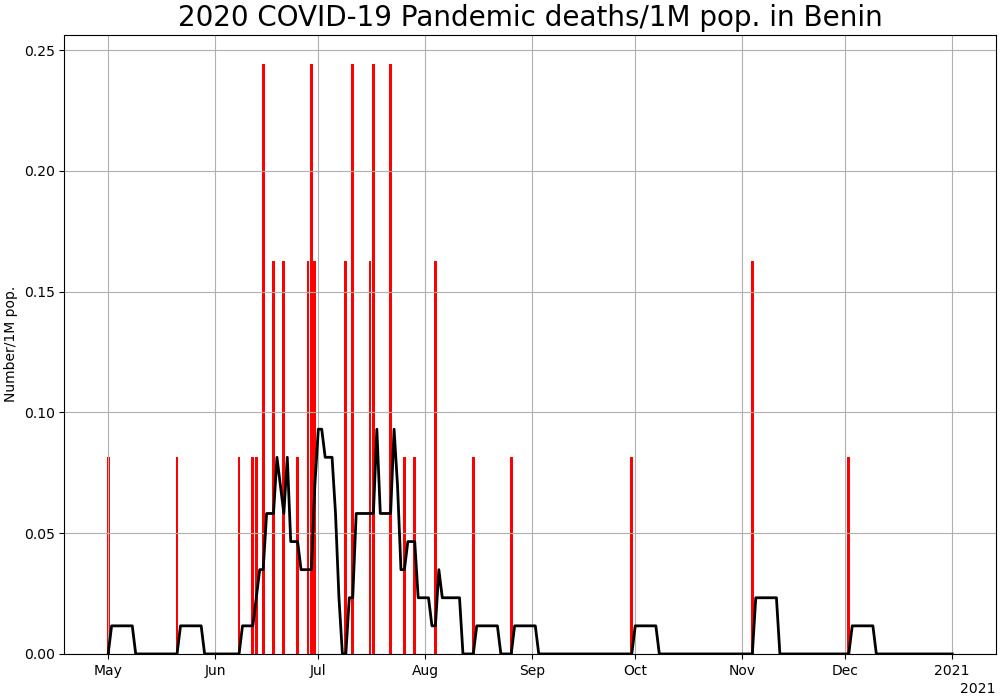 2020 COVID-19 Pandemic deaths/1M pop. in Benin
Number/1M pop.
0.25
0.20
0.15
0.10
0.05
0.00
May Jun Jul Aug Sep Oct Nov Dec 2021
2021